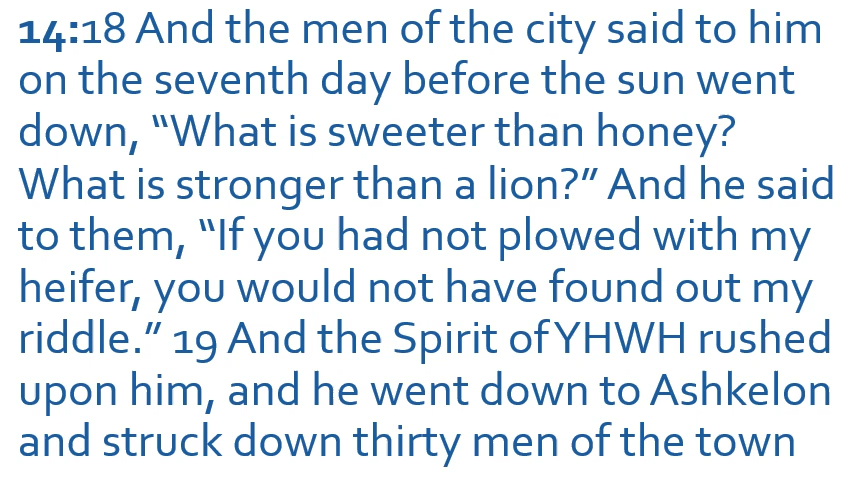 14:18 And the men of the city said to him
on the seventh day before the sun went
down, “What is sweeter than honey?
What is stronger than a lion?” And he said
to them, “If you had not plowed with my
heifer, you would not have found out my
riddle.” 19 And the Spirit of YHWH rushed
upon him, and he went down to Ashkelon
and struck down thirty men of the town